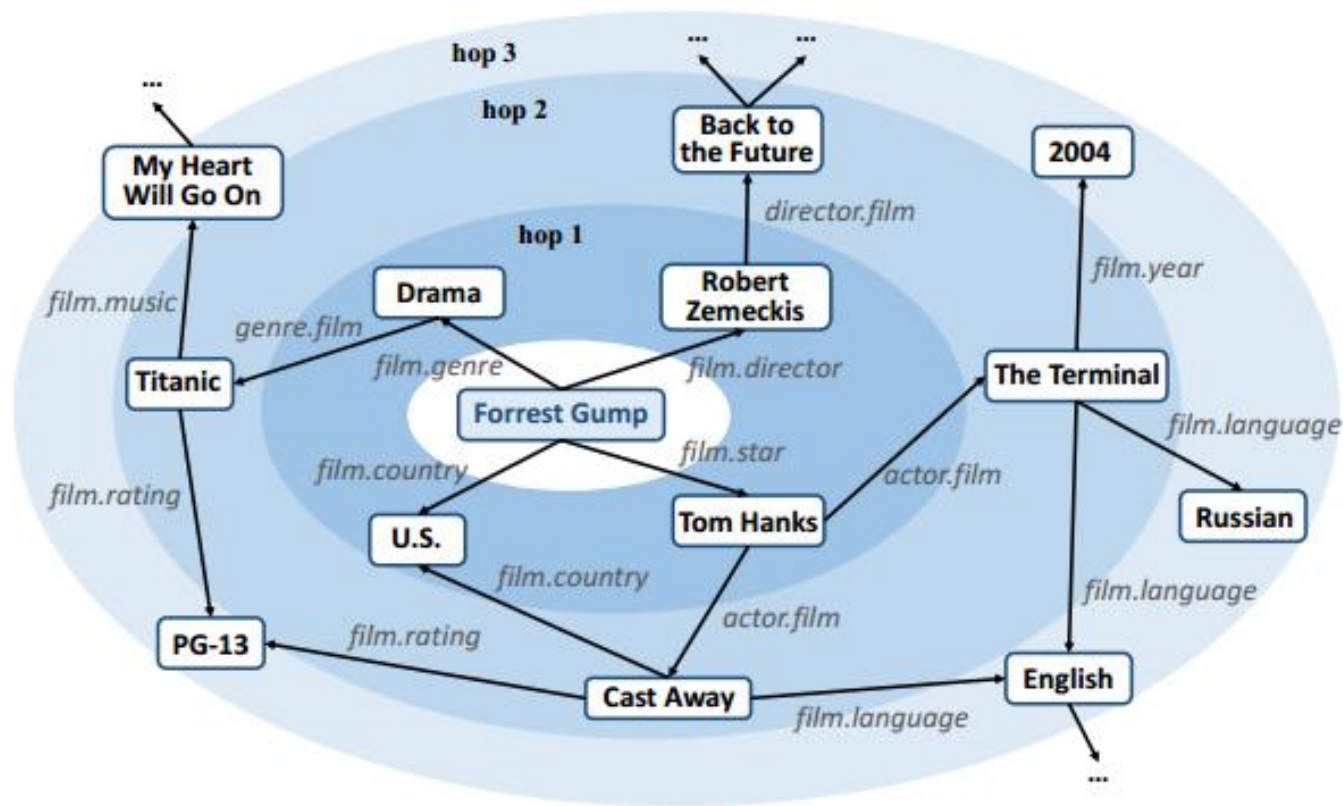 ...
...
hop 3
...
hop 2
Back to
the Future
2004
My Heart
Will Go On
director.film
hop 1
film.year
Robert
Zemeckis
Drama
film.music
genre.film
film.genre
film.director
Titanic
The Terminal
Forrest Gump
film.language
film.country
film.star
actor.film
film.rating
Tom Hanks
Russian
U.S.
film.country
film.language
actor.film
film.rating
PG-13
English
Cast Away
film.language
...